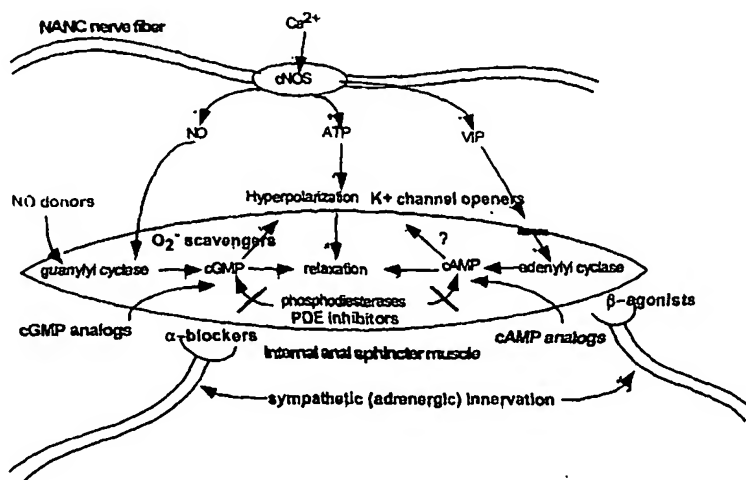 NANC nerve fiber
Ca2+
cNOS
NO
ATP
VIP
Hyperpolarization
K+ channel openers
NO donors
O2- scavengers
?
guanylyl cyclase
cGMP
relaxation
cAMP
adenylyl cyclase
phosphodiesterases
PDE inhibitors
β-agonists
cGMP analogs
α-blockers
cAMP analogs
Internal anal sphincter muscle
sympathetic (adrenergic) innervation